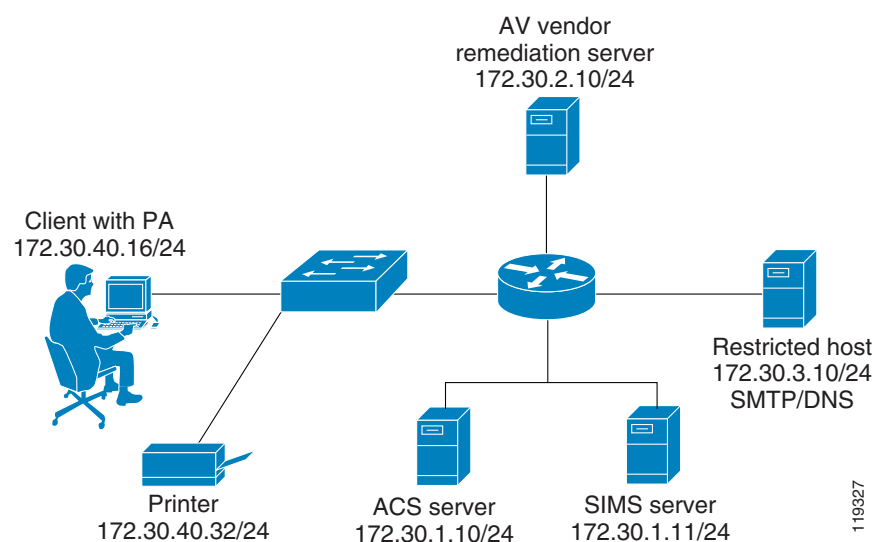 AV vendor
remediation server
172.30.2.10/24
Client with PA
172.30.40.16/24
Restricted host
172.30.3.10/24
SMTP/DNS
Printer
172.30.40.32/24
ACS server
172.30.1.10/24
SIMS server
172.30.1.11/24
119327